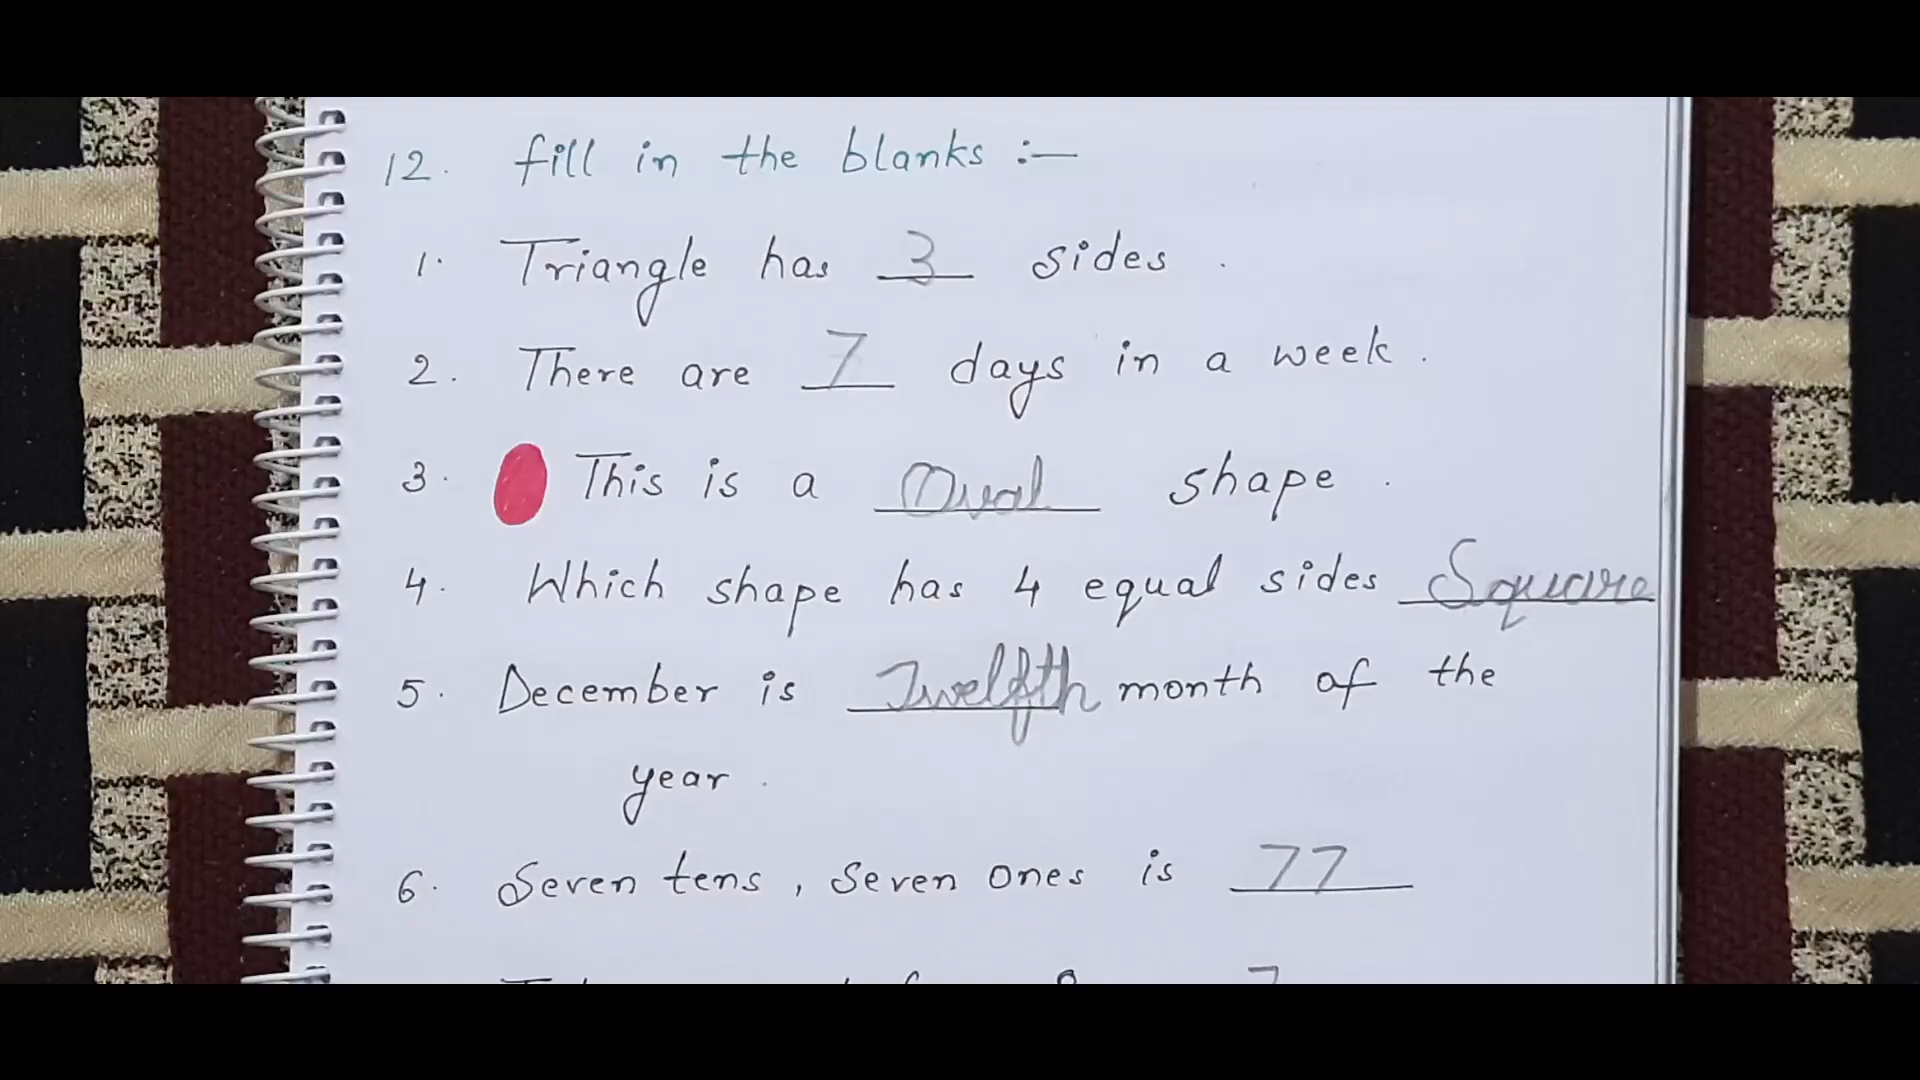 12. fill in the blanks :—
1. Triangle has 3 sides .
2. There are 7 days in a week .
3. This is a Oval shape .
4. Which shape has 4 equal sides Square
5. December is Twelfth month of the
year .
6. Seven tens , seven ones is 77